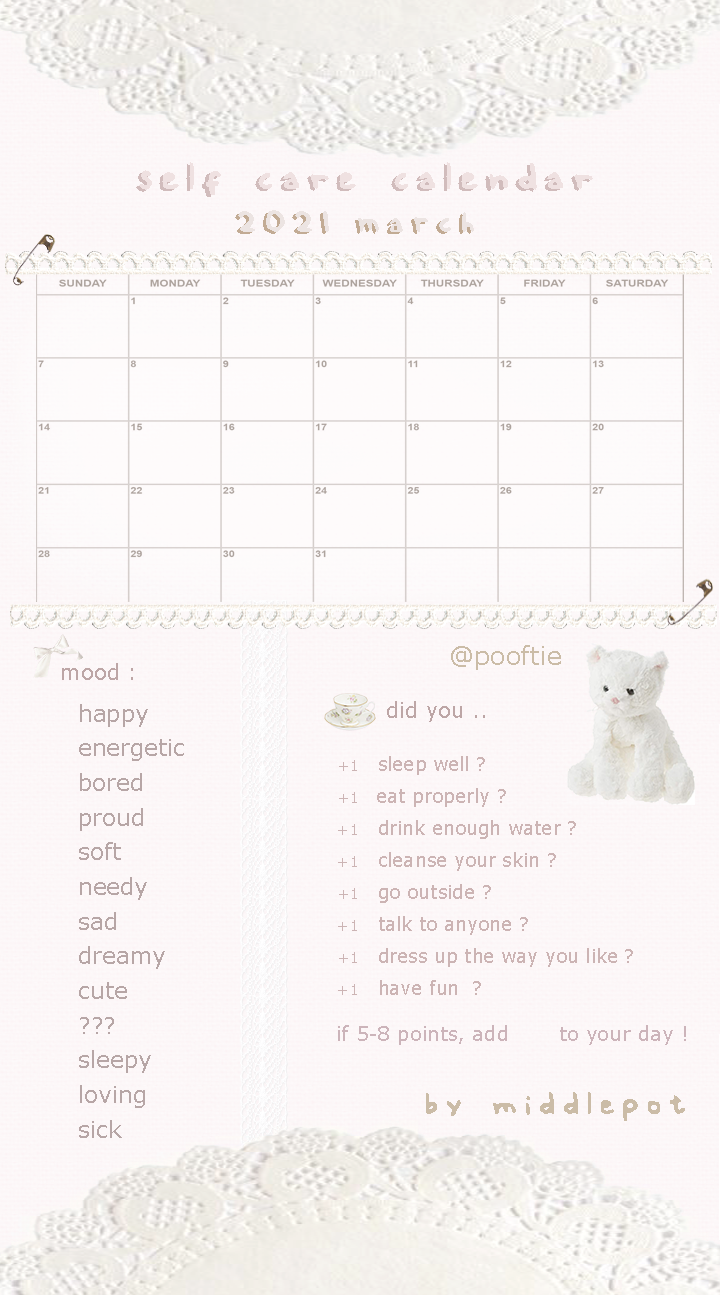 self care calendar
2021 march
SUNDAY MONDAY TUESDAY WEDNESDAY THURSDAY FRIDAY SATURDAY
1 2 3 4 5 6
7 8 9 10 11 12 13
14 15 16 17 18 19 20
21 22 23 24 25 26 27
28 29 30 31
mood :
happy
energetic
bored
proud
soft
needy
sad
dreamy
cute
???
sleepy
loving
sick
@pooftie
did you ..
+1 sleep well ?
+1 eat properly ?
+1 drink enough water ?
+1 cleanse your skin ?
+1 go outside ?
+1 talk to anyone ?
+1 dress up the way you like ?
+1 have fun ?
if 5-8 points, add to your day !
by middlepot